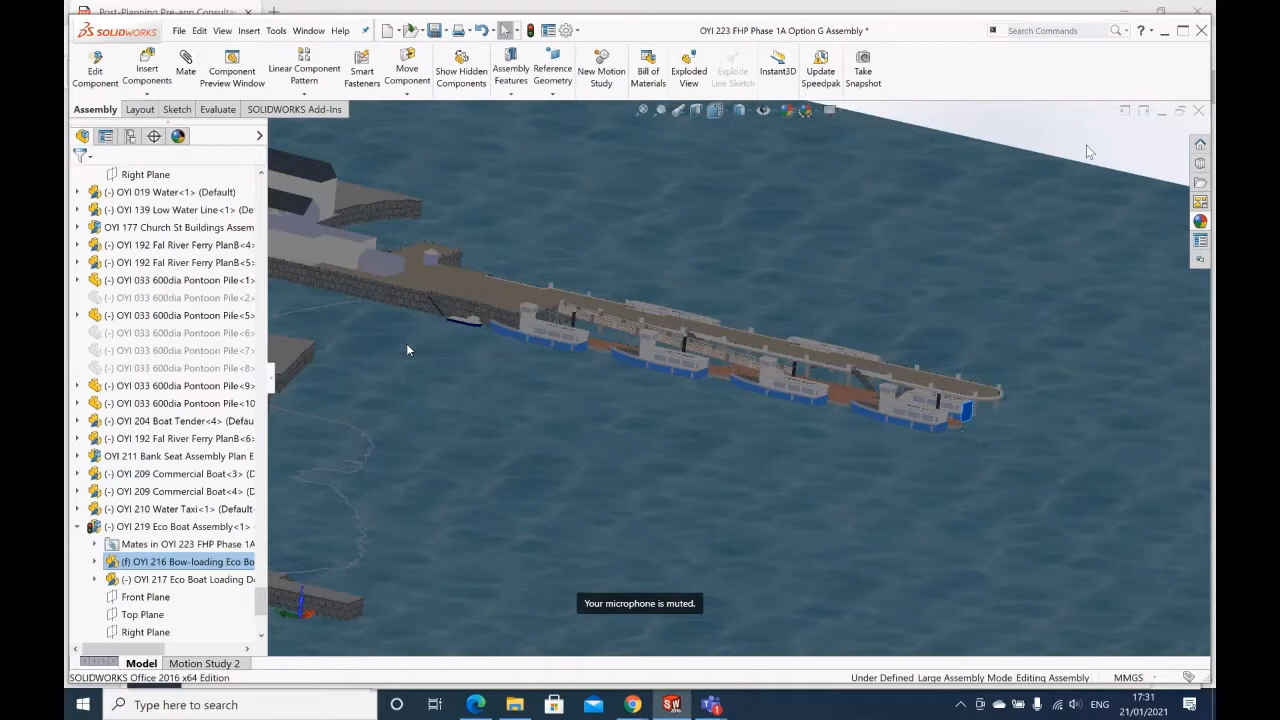 Post-Planning Pre-app Consulta
SOLIDWORKS File Edit View Insert Tools Window Help
OYI 223 FHP Phase 1A Option G Assembly *
Search Commands
Edit Component
Insert Components
Mate
Component Preview Window
Linear Component Pattern
Smart Fasteners
Move Component
Show Hidden Components
Assembly Features
Reference Geometry
New Motion Study
Bill of Materials
Exploded View
Explode Line Sketch
Instant3D
Update Speedpak
Take Snapshot
Assembly Layout Sketch Evaluate SOLIDWORKS Add-Ins
Right Plane
(-) OYI 019 Water<1> (Default)
(-) OYI 139 Low Water Line<1> (De
OYI 177 Church St Buildings Assem
(-) OYI 192 Fal River Ferry PlanB<4>
(-) OYI 192 Fal River Ferry PlanB<5>
(-) OYI 033 600dia Pontoon Pile<1>
(-) OYI 033 600dia Pontoon Pile<2>
(-) OYI 033 600dia Pontoon Pile<5>
(-) OYI 033 600dia Pontoon Pile<6>
(-) OYI 033 600dia Pontoon Pile<7>
(-) OYI 033 600dia Pontoon Pile<8>
(-) OYI 033 600dia Pontoon Pile<9>
(-) OYI 033 600dia Pontoon Pile<10
(-) OYI 204 Boat Tender<4> (Defau
(-) OYI 192 Fal River Ferry PlanB<6>
OYI 211 Bank Seat Assembly Plan E
(-) OYI 209 Commercial Boat<3> (D
(-) OYI 209 Commercial Boat<4> (D
(-) OYI 210 Water Taxi<1> (Default
(-) OYI 219 Eco Boat Assembly<1>
Mates in OYI 223 FHP Phase 1A
(f) OYI 216 Bow-loading Eco Bo
(-) OYI 217 Eco Boat Loading D
Front Plane
Top Plane
Right Plane
Your microphone is muted.
Model Motion Study 2
SOLIDWORKS Office 2016 x64 Edition
Under Defined Large Assembly Mode Editing Assembly MMGS
Type here to search
ENG
17:31
21/01/2021